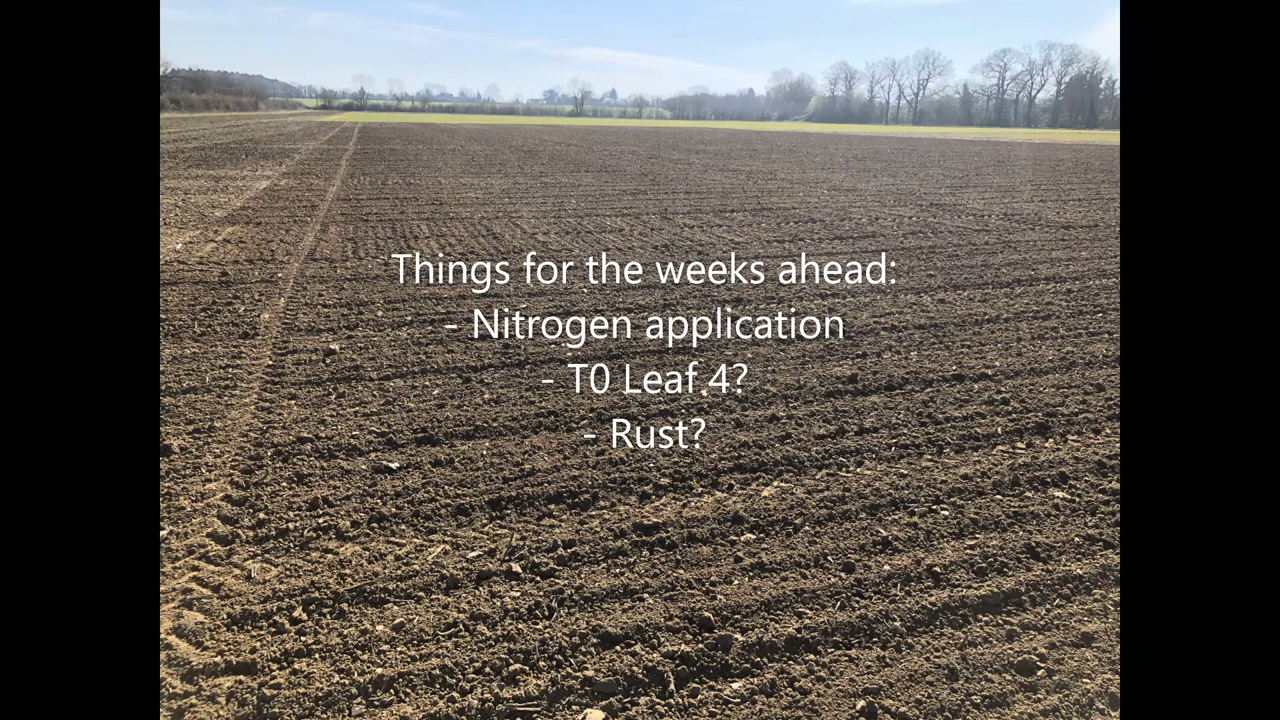 Things for the weeks ahead:
- Nitrogen application
- T0 Leaf 4?
- Rust?